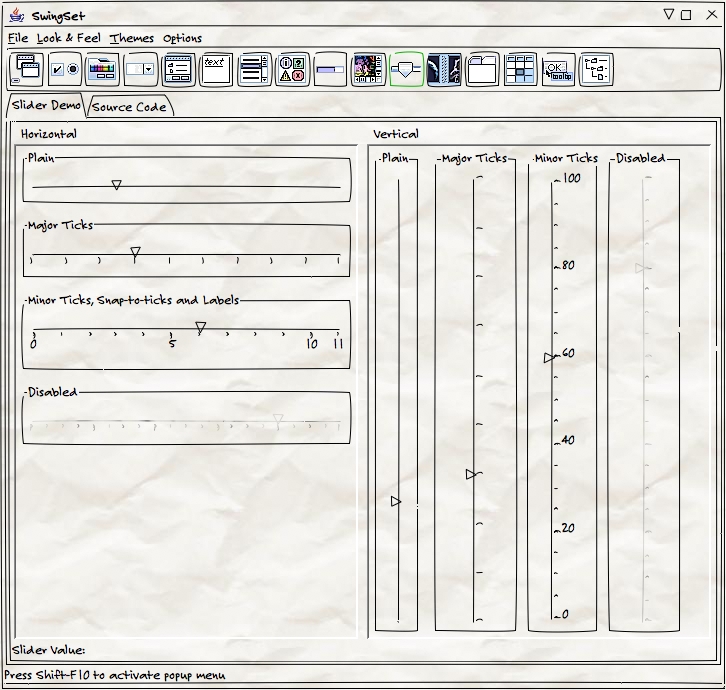 SwingSet
File Look & Feel Themes Options
text
OK
Tooltip
Slider Demo Source Code
Horizontal
Plain
Major Ticks
Minor Ticks, Snap-to-ticks and Labels
0 5 10 11
Disabled
Vertical
Plain Major Ticks Minor Ticks Disabled
100
80
60
40
20
0
Slider Value:
Press Shift-F10 to activate popup menu